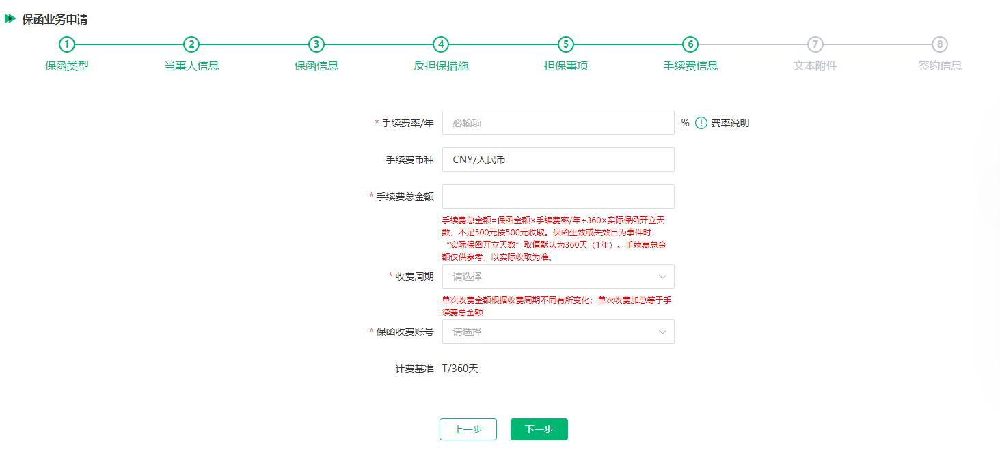 保函业务申请
1 2 3 4 5 6 7 8
保函类型 当事人信息 保函信息 反担保措施 担保事项 手续费信息 文本附件 签约信息
* 手续费率/年 必输项 % ! 费率说明
手续费币种 CNY/人民币
* 手续费总金额
手续费总金额=保函金额×手续费率/年÷360×实际保函开立天
数，不足500元按500元收取。保函生效或失效日为事件时，
“实际保函开立天数”取值默认为360天（1年）。手续费总金
额仅供参考，以实际收取为准。
* 收费周期 请选择
单次收费金额根据收费周期不同有所变化；单次收费加总等于手
续费总金额
* 保函收费账号 请选择
计费基准 T/360天
上一步 下一步